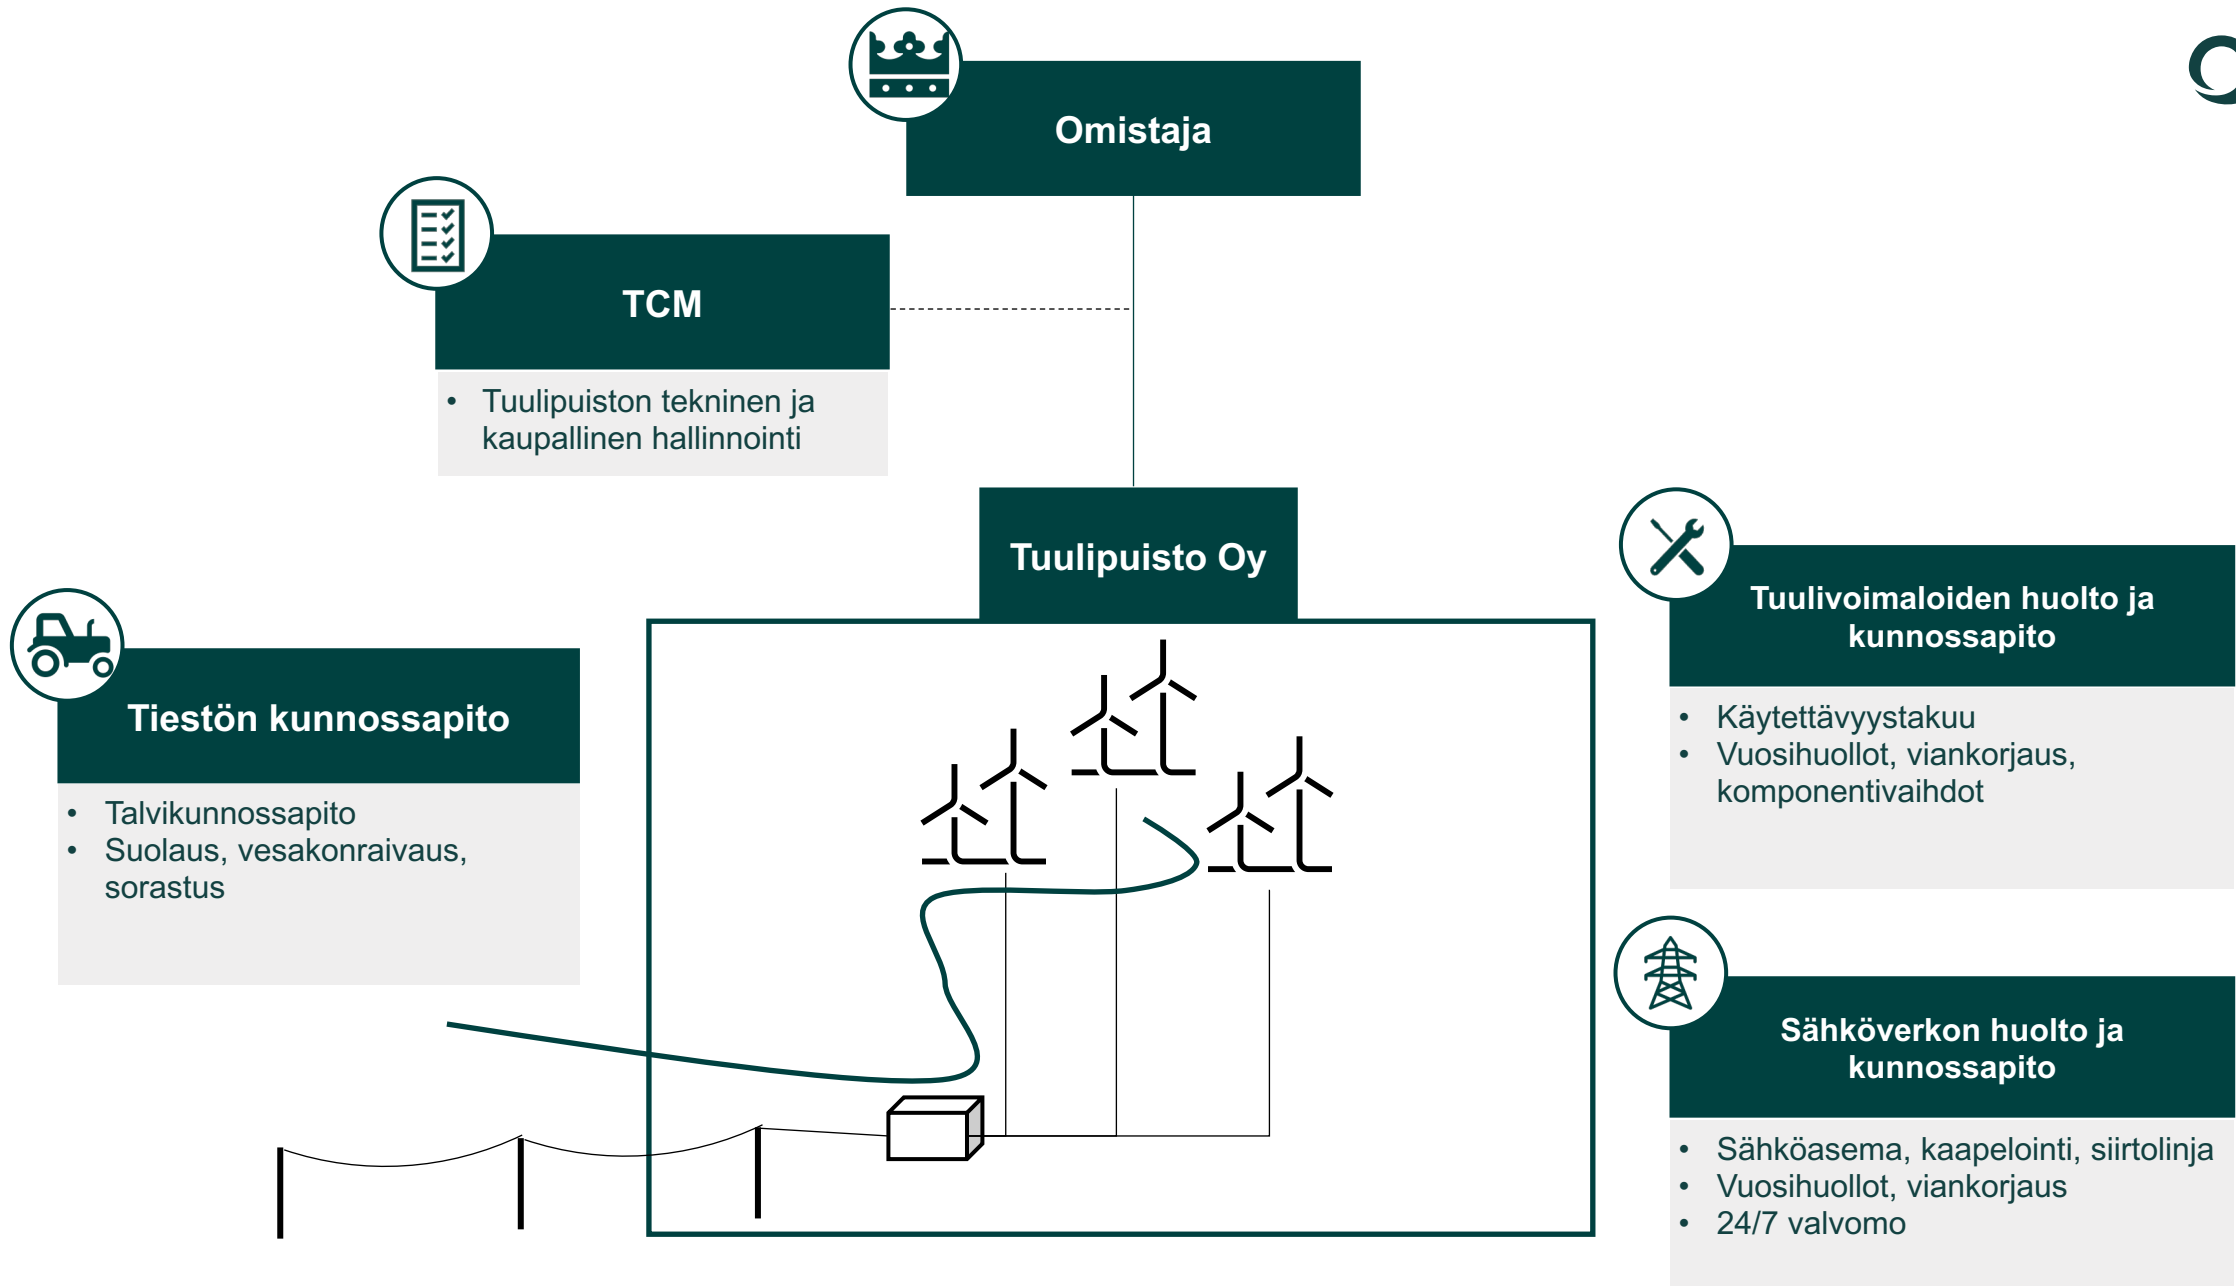 Omistaja
TCM
• Tuulipuiston tekninen ja
kaupallinen hallinnointi
Tuulipuisto Oy
Tiestön kunnossapito
• Talvikunnossapito
• Suolaus, vesakonraivaus,
sorastus
Tuulivoimaloiden huolto ja
kunnossapito
• Käytettävyystakuu
• Vuosihuollot, viankorjaus,
komponentivaihdot
Sähköverkon huolto ja
kunnossapito
• Sähköasema, kaapelointi, siirtolinja
• Vuosihuollot, viankorjaus
• 24/7 valvomo